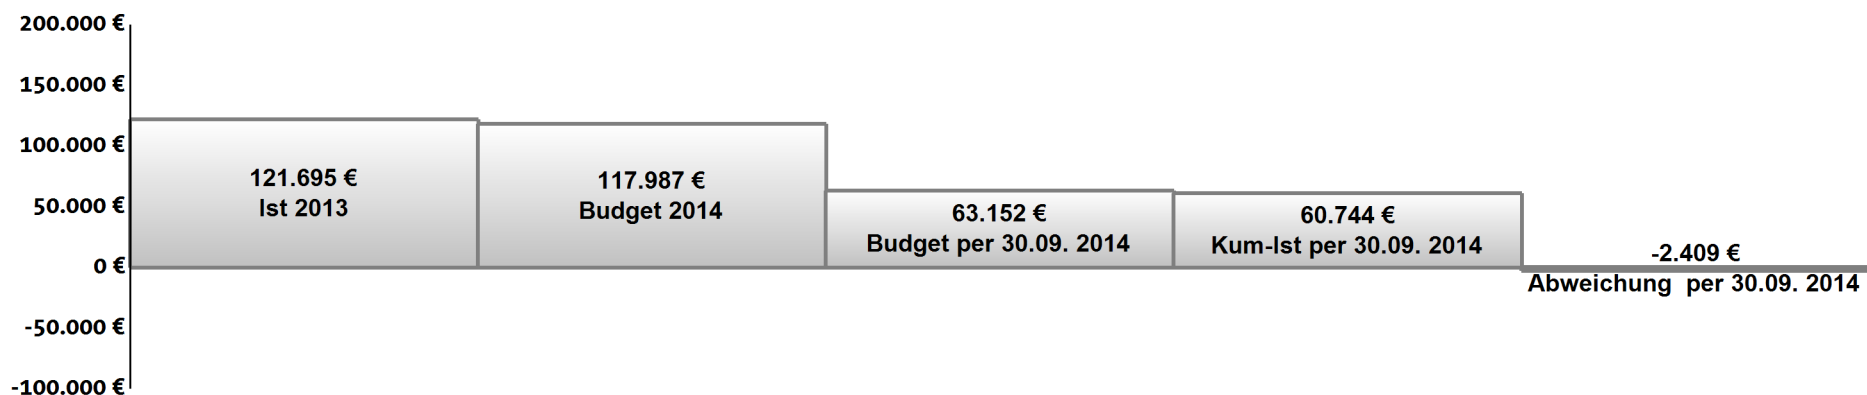 200.000 €
150.000 €
100.000 €
50.000 €
0 €
-50.000 €
-100.000 €
121.695 €
Ist 2013
117.987 €
Budget 2014
63.152 €
Budget per 30.09. 2014
60.744 €
Kum-Ist per 30.09. 2014
-2.409 €
Abweichung  per 30.09. 2014